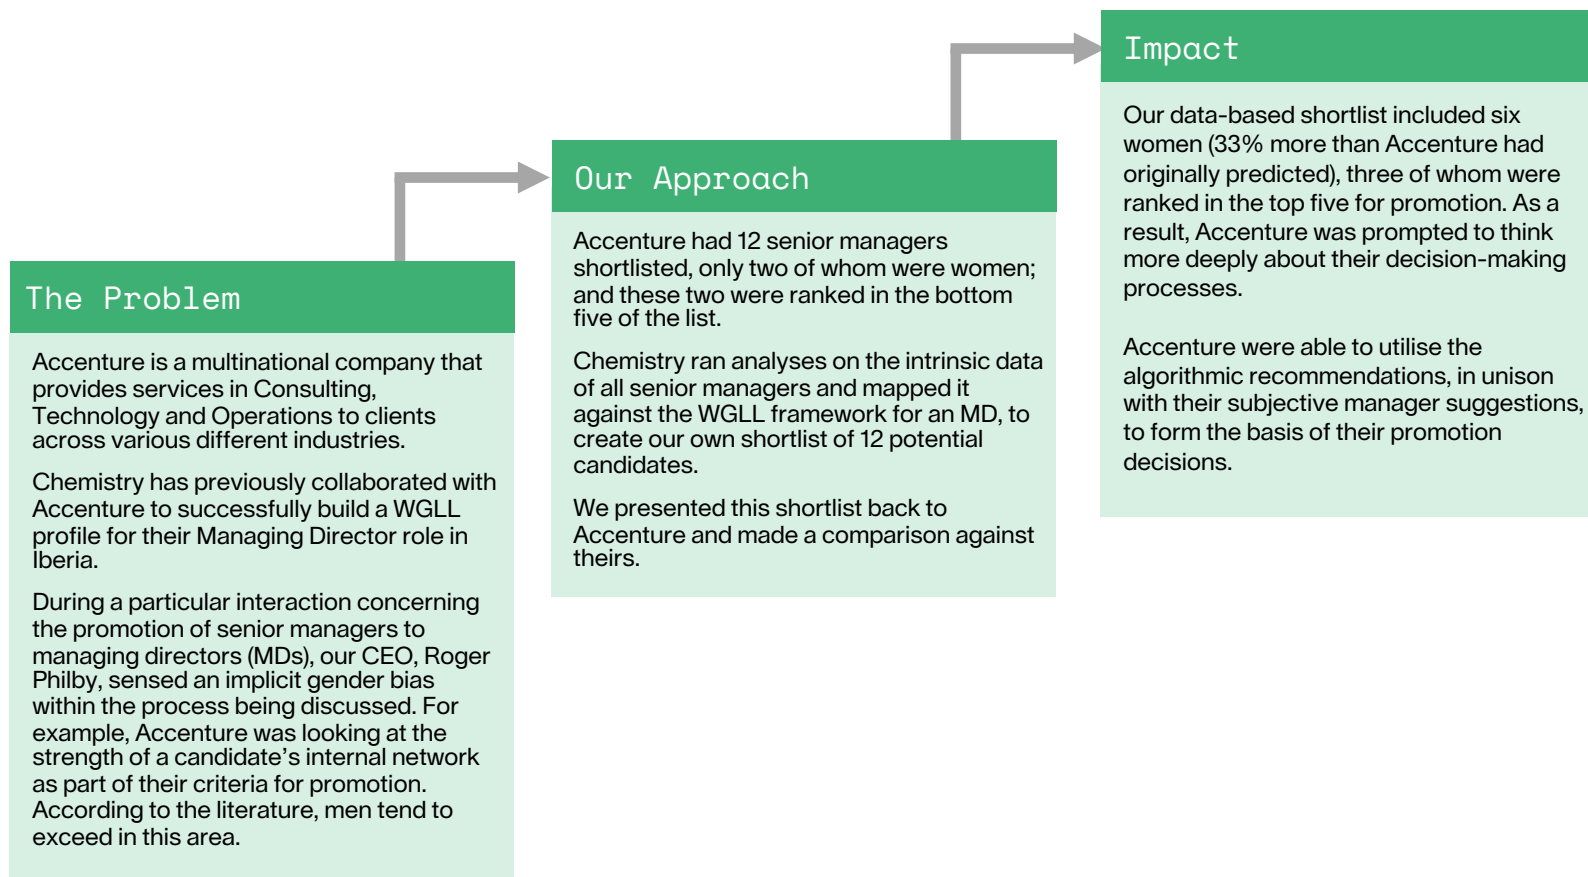 The Problem
Accenture is a multinational company that
provides services in Consulting,
Technology and Operations to clients
across various different industries.
Chemistry has previously collaborated with
Accenture to successfully build a WGLL
profile for their Managing Director role in
Iberia.
During a particular interaction concerning
the promotion of senior managers to
managing directors (MDs), our CEO, Roger
Philby, sensed an implicit gender bias
within the process being discussed. For
example, Accenture was looking at the
strength of a candidate’s internal network
as part of their criteria for promotion.
According to the literature, men tend to
exceed in this area.
Our Approach
Accenture had 12 senior managers
shortlisted, only two of whom were women;
and these two were ranked in the bottom
five of the list.
Chemistry ran analyses on the intrinsic data
of all senior managers and mapped it
against the WGLL framework for an MD, to
create our own shortlist of 12 potential
candidates.
We presented this shortlist back to
Accenture and made a comparison against
theirs.
Impact
Our data-based shortlist included six
women (33% more than Accenture had
originally predicted), three of whom were
ranked in the top five for promotion. As a
result, Accenture was prompted to think
more deeply about their decision-making
processes.
Accenture were able to utilise the
algorithmic recommendations, in unison
with their subjective manager suggestions,
to form the basis of their promotion
decisions.